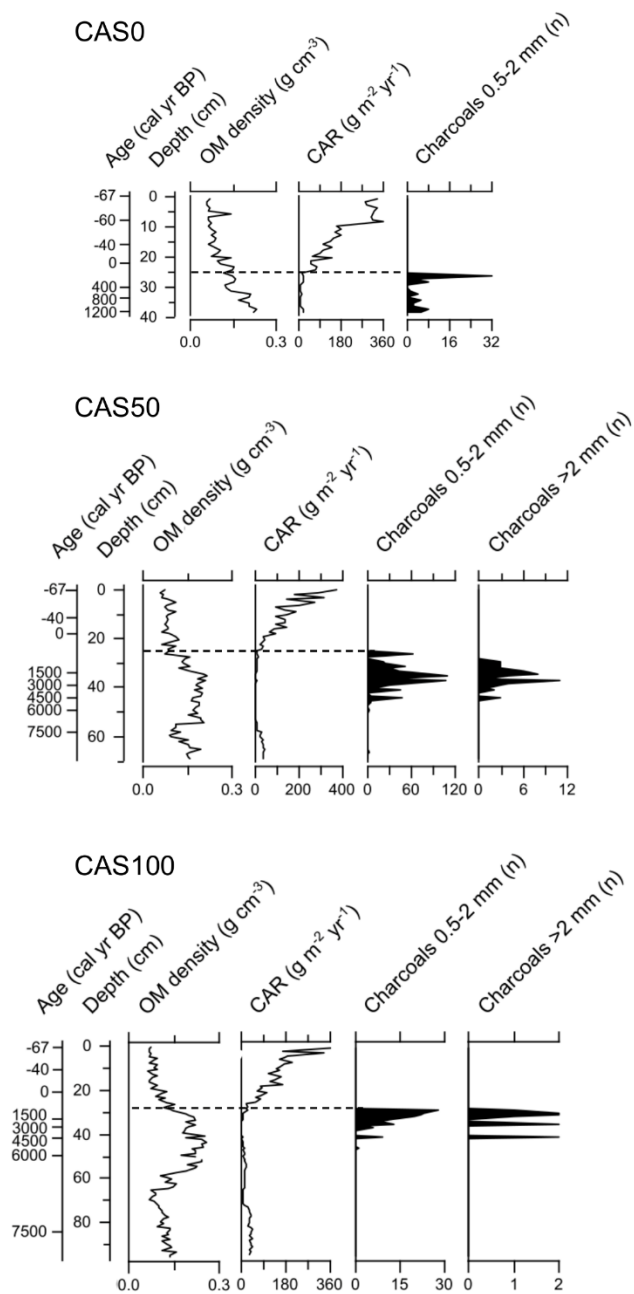 CAS0
Age (cal yr BP)
Depth (cm)
OM density (g cm-3)
CAR (g m-2 yr-1)
Charcoals 0.5-2 mm (n)
-67
-60
-40
0
400
800
1200
0
10
20
30
40
0.0 0.3
0 180 360
0 16 32
CAS50
Age (cal yr BP)
Depth (cm)
OM density (g cm-3)
CAR (g m-2 yr-1)
Charcoals 0.5-2 mm (n)
Charcoals >2 mm (n)
-67
-40
0
1500
3000
4500
6000
7500
0
20
40
60
0.0 0.3
0 200 400
0 60 120
0 6 12
CAS100
Age (cal yr BP)
Depth (cm)
OM density (g cm-3)
CAR (g m-2 yr-1)
Charcoals 0.5-2 mm (n)
Charcoals >2 mm (n)
-67
-40
0
1500
3000
4500
6000
7500
0
20
40
60
80
0.0 0.3
0 180 360
0 15 30
0 1 2